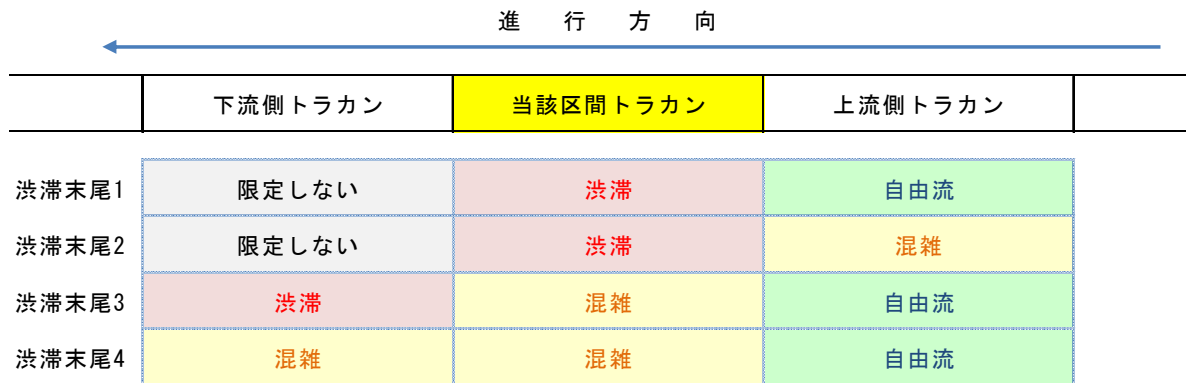 進行方向
下流側トラカン 当該区間トラカン 上流側トラカン
渋滞末尾1 限定しない 渋滞 自由流
渋滞末尾2 限定しない 渋滞 混雑
渋滞末尾3 渋滞 混雑 自由流
渋滞末尾4 混雑 混雑 自由流